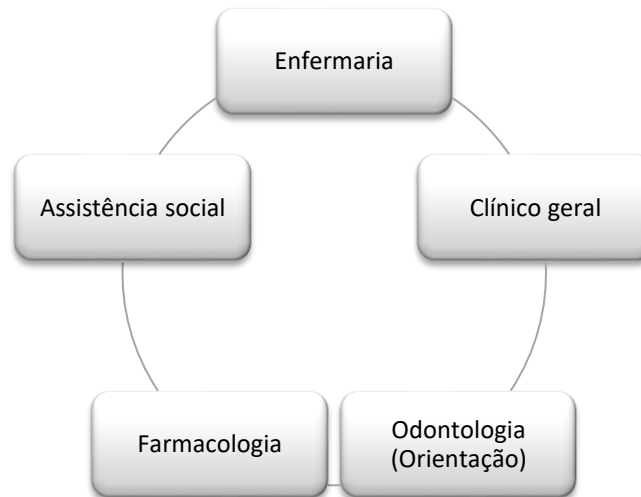 Enfermaria
Assistência social
Clínico geral
Farmacologia
Odontologia
(Orientação)